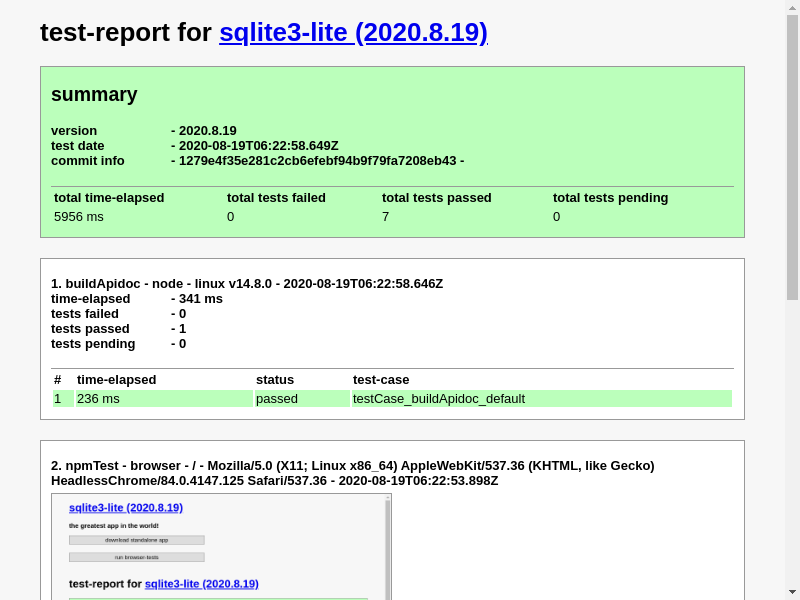 test-report for sqlite3-lite (2020.8.19)
summary
version - 2020.8.19
test date - 2020-08-19T06:22:58.649Z
commit info - 1279e4f35e281c2cb6efebf94b9f79fa7208eb43 -
total time-elapsed total tests failed total tests passed total tests pending
5956 ms 0 7 0
1. buildApidoc - node - linux v14.8.0 - 2020-08-19T06:22:58.646Z
time-elapsed - 341 ms
tests failed - 0
tests passed - 1
tests pending - 0
# time-elapsed status test-case
1 236 ms passed testCase_buildApidoc_default
2. npmTest - browser - / - Mozilla/5.0 (X11; Linux x86_64) AppleWebKit/537.36 (KHTML, like Gecko)
HeadlessChrome/84.0.4147.125 Safari/537.36 - 2020-08-19T06:22:53.898Z
sqlite3-lite (2020.8.19)
the greatest app in the world!
download standalone app
run browser-tests
test-report for sqlite3-lite (2020.8.19)